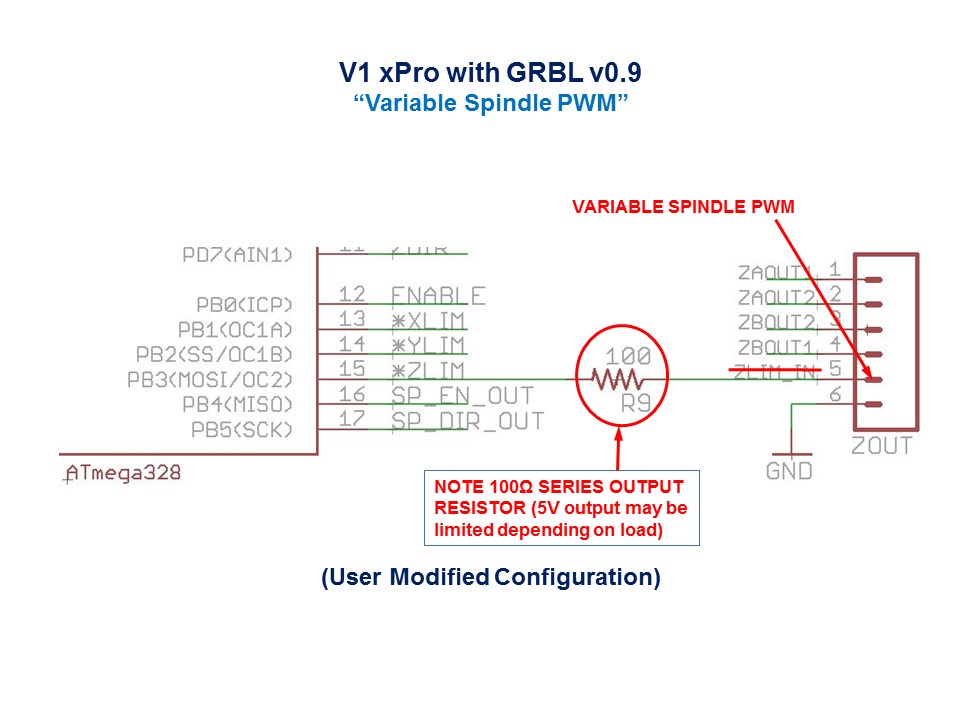 V1 xPro with GRBL v0.9
“Variable Spindle PWM”
VARIABLE SPINDLE PWM
PD7(AIN1) 11 ZDIR
PB0(ICP) 12 ENABLE
PB1(OC1A) 13 *XLIM
PB2(SS/OC1B) 14 *YLIM
PB3(MOSI/OC2) 15 *ZLIM
PB4(MISO) 16 SP_EN_OUT
PB5(SCK) 17 SP_DIR_OUT
ATmega328
100
R9
ZAOUT1 1
ZAOUT2 2
ZBOUT2 3
ZBOUT1 4
ZLIM_IN 5
6
ZOUT
GND
NOTE 100Ω SERIES OUTPUT
RESISTOR (5V output may be
limited depending on load)
(User Modified Configuration)